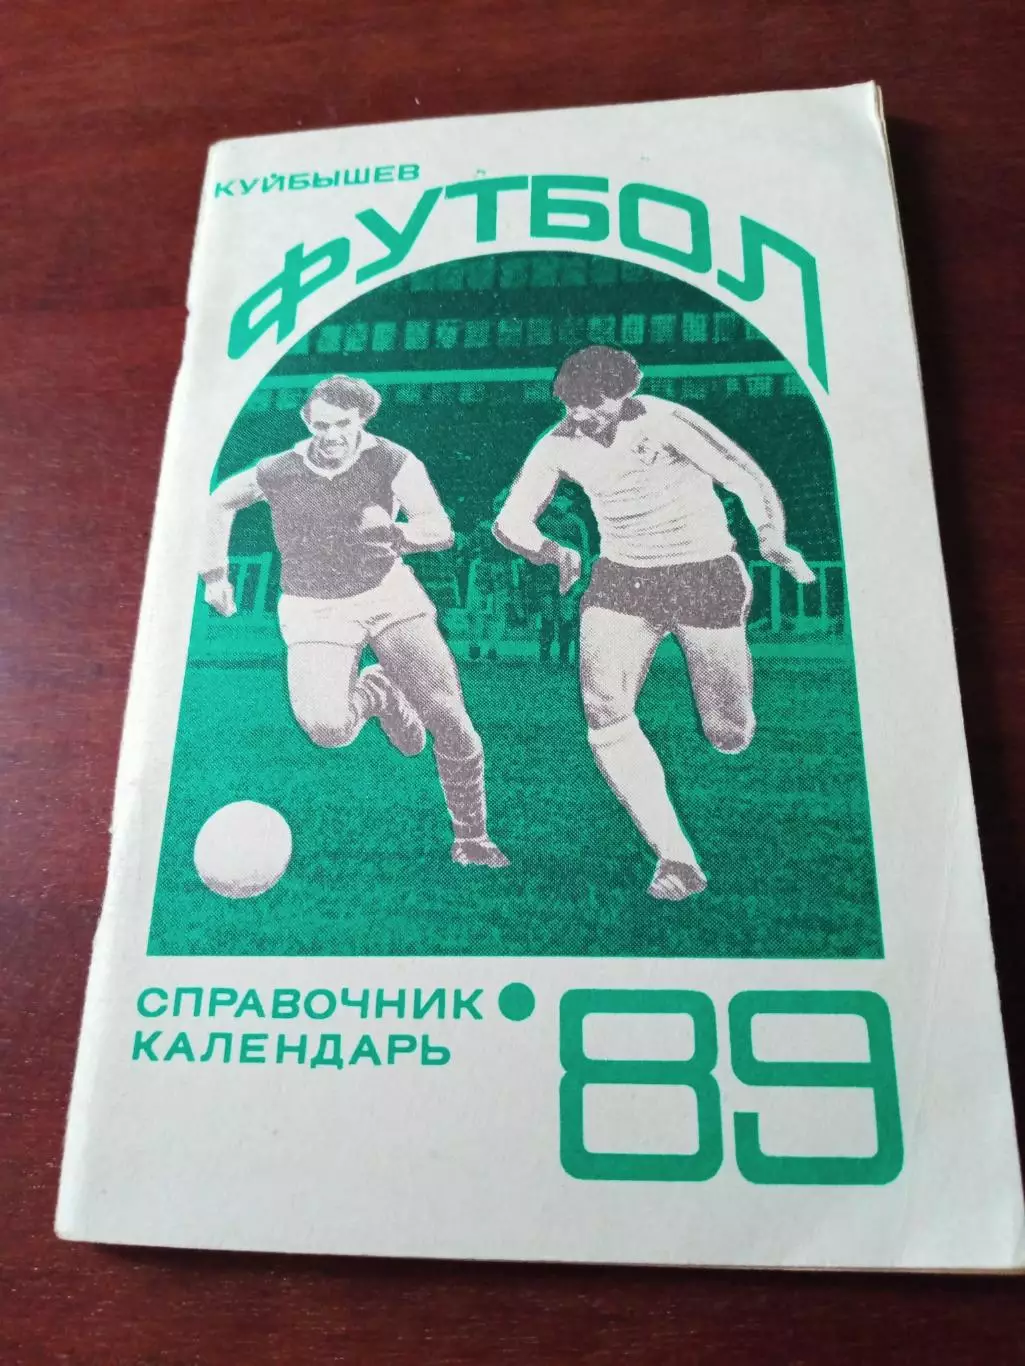 КУЙБЫШЕВ
ФУТБОЛ
СПРАВОЧНИК •
КАЛЕНДАРЬ
89